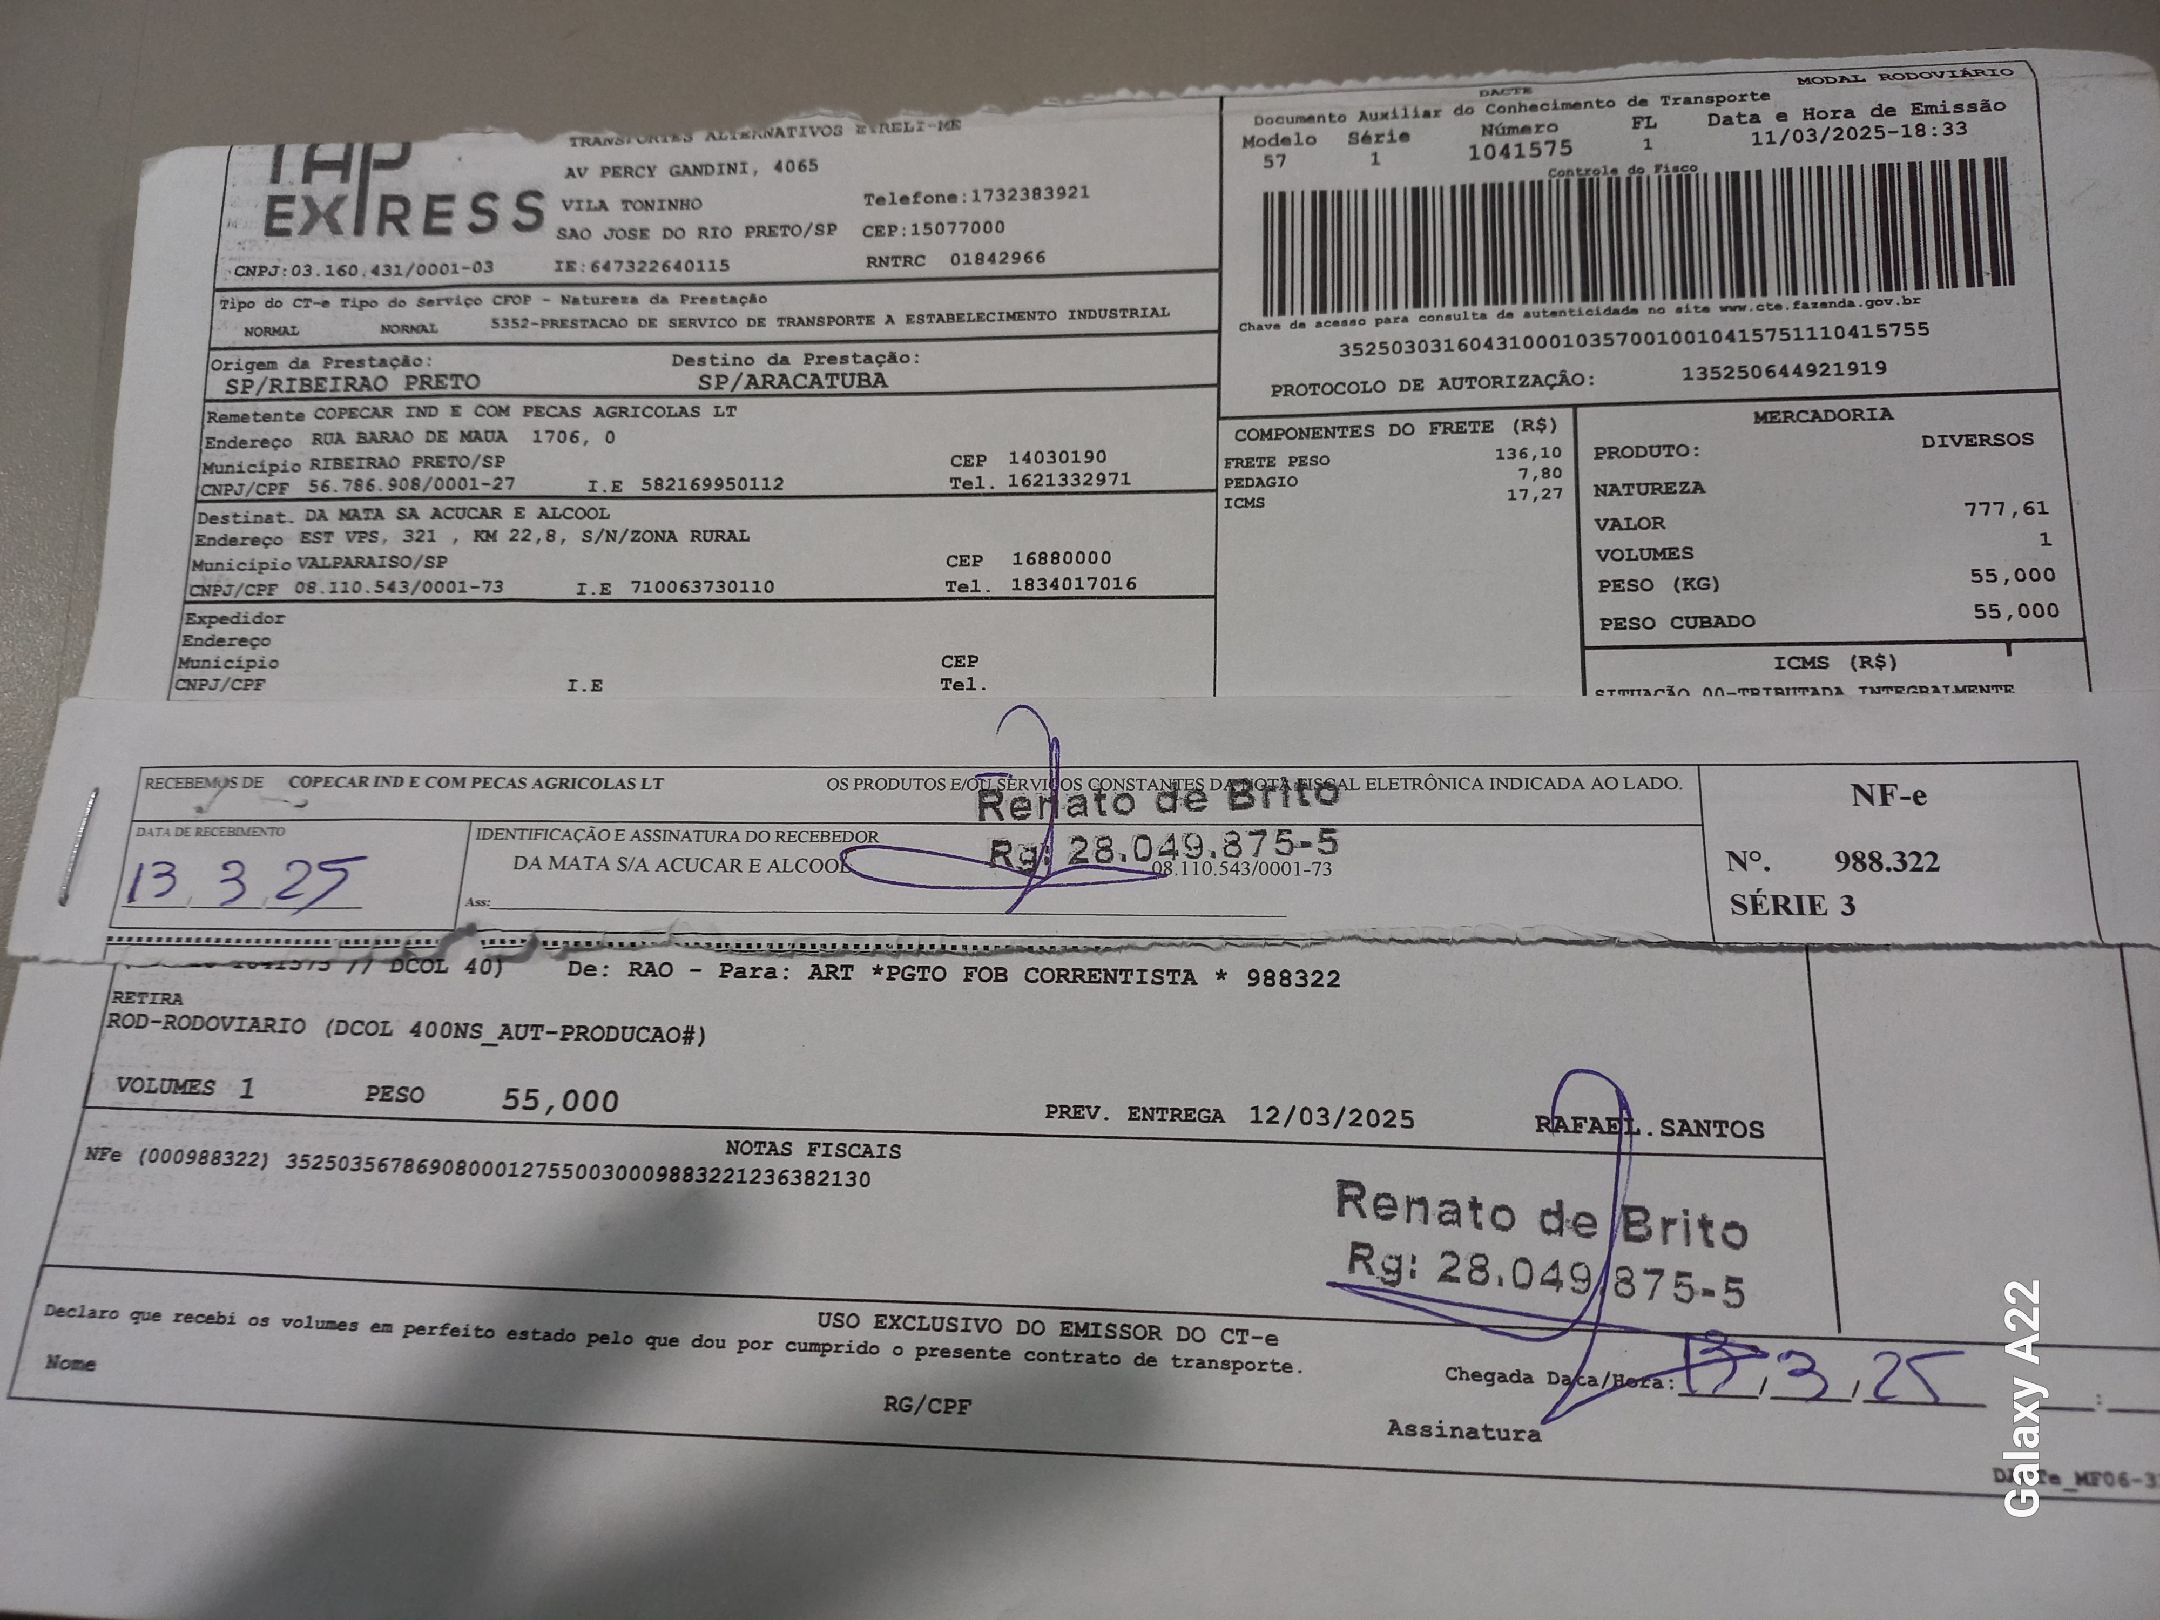 TAP
EXPRESS
TRANSPORTES ALTERNATIVOS EIRELI-ME
AV PERCY GANDINI, 4065
VILA TONINHO Telefone:1732383921
SAO JOSE DO RIO PRETO/SP CEP:15077000
CNPJ:03.160.431/0001-03 IE:647322640115 RNTRC 01842966
MODAL RODOVIÁRIO
DACTE
Documento Auxiliar do Conhecimento de Transporte
Modelo Série Número FL Data e Hora de Emissão
57 1 1041575 1 11/03/2025-18:33
Controle do Fisco
Chave de acesso para consulta de autenticidade no site www.cte.fazenda.gov.br
35250303160431000103570010010415751110415755
PROTOCOLO DE AUTORIZAÇÃO: 135250644921919
Tipo do CT-e Tipo do Serviço CFOP - Natureza da Prestação
NORMAL NORMAL 5352-PRESTACAO DE SERVICO DE TRANSPORTE A ESTABELECIMENTO INDUSTRIAL
Origem da Prestação: Destino da Prestação:
SP/RIBEIRAO PRETO SP/ARACATUBA
Remetente COPECAR IND E COM PECAS AGRICOLAS LT
Endereço RUA BARAO DE MAUA 1706, 0
Município RIBEIRAO PRETO/SP CEP 14030190
CNPJ/CPF 56.786.908/0001-27 I.E 582169950112 Tel. 1621332971
Destinat. DA MATA SA ACUCAR E ALCOOL
Endereço EST VPS, 321 , KM 22,8, S/N/ZONA RURAL
Município VALPARAISO/SP CEP 16880000
CNPJ/CPF 08.110.543/0001-73 I.E 710063730110 Tel. 1834017016
Expedidor
Endereço
Município CEP
CNPJ/CPF I.E Tel.
COMPONENTES DO FRETE (R$)
FRETE PESO 136,10
PEDAGIO 7,80
ICMS 17,27
MERCADORIA
PRODUTO: DIVERSOS
NATUREZA
VALOR 777,61
VOLUMES 1
PESO (KG) 55,000
PESO CUBADO 55,000
ICMS (R$)
SITUAÇÃO 00-TRIBUTADA INTEGRALMENTE
RECEBEMOS DE COPECAR IND E COM PECAS AGRICOLAS LT OS PRODUTOS E/OU SERVIÇOS CONSTANTES DA NOTA FISCAL ELETRÔNICA INDICADA AO LADO.
Renato de Brito
Rg: 28.049.875-5
DATA DE RECEBIMENTO
13 3 25
IDENTIFICAÇÃO E ASSINATURA DO RECEBEDOR
DA MATA S/A ACUCAR E ALCOOL 08.110.543/0001-73
Ass:
NF-e
Nº. 988.322
SÉRIE 3
1041575 // DCOL 40) De: RAO - Para: ART *PGTO FOB CORRENTISTA * 988322
RETIRA
ROD-RODOVIARIO (DCOL 400NS_AUT-PRODUCAO#)
VOLUMES 1 PESO 55,000 PREV. ENTREGA 12/03/2025 RAFAEL.SANTOS
NOTAS FISCAIS
NFe (000988322) 35250356786908000127550030009883221236382130
Renato de Brito
Rg: 28.049.875-5
USO EXCLUSIVO DO EMISSOR DO CT-e
Declaro que recebi os volumes em perfeito estado pelo que dou por cumprido o presente contrato de transporte.
Nome RG/CPF
Chegada Data/Hora: 13, 3, 25 :
Assinatura
Galaxy A22